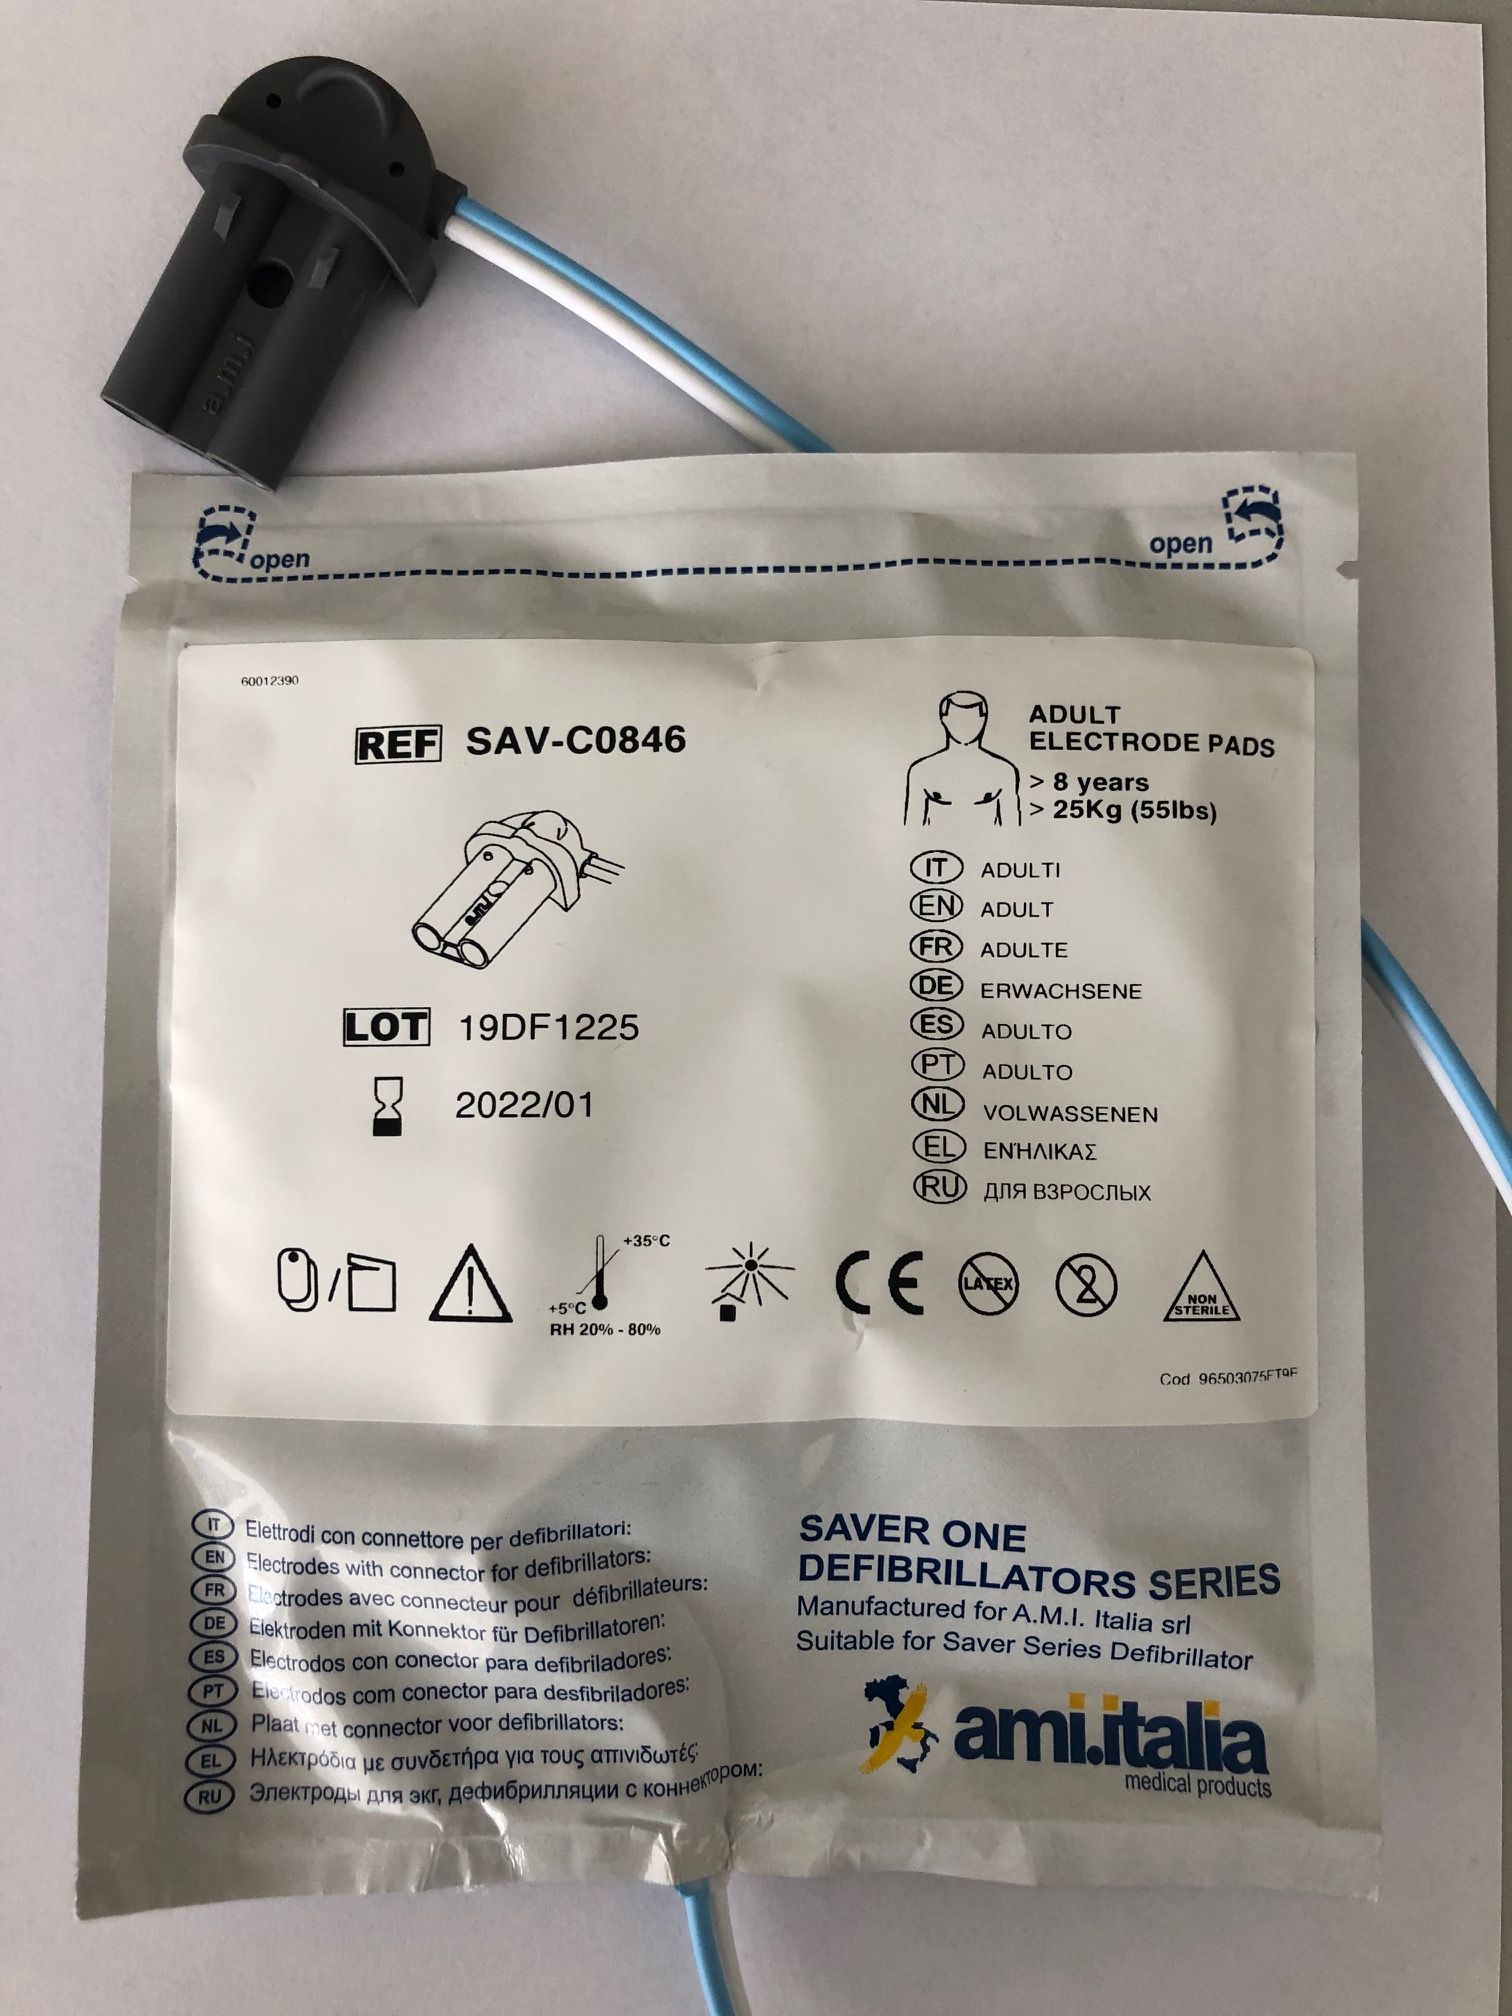 a.m.i
open
open
60012390
REF SAV-C0846
ADULT
ELECTRODE PADS
> 8 years
> 25Kg (55lbs)
IT ADULTI
EN ADULT
FR ADULTE
DE ERWACHSENE
ES ADULTO
PT ADULTO
NL VOLWASSENEN
EL ΕΝΉΛΙΚΑΣ
RU ДЛЯ ВЗРОСЛЫХ
LOT 19DF1225
2022/01
+35°C
+5°C
RH 20% - 80%
CE
LATEX
2
NON
STERILE
Cod 96503075FT9F
IT Elettrodi con connettore per defibrillatori:
EN Electrodes with connector for defibrillators:
FR Electrodes avec connecteur pour défibrillateurs:
DE Elektroden mit Konnektor für Defibrillatoren:
ES Electrodos con conector para defibriladores:
PT Electrodos com conector para desfibriladores:
NL Plaat met connector voor defibrillators:
EL Ηλεκτρόδια με συνδετήρα για τους απινιδωτές:
RU Электроды для экг, дефибрилляции с коннектором:
SAVER ONE
DEFIBRILLATORS SERIES
Manufactured for A.M.I. Italia srl
Suitable for Saver Series Defibrillator
ami.italia
medical products